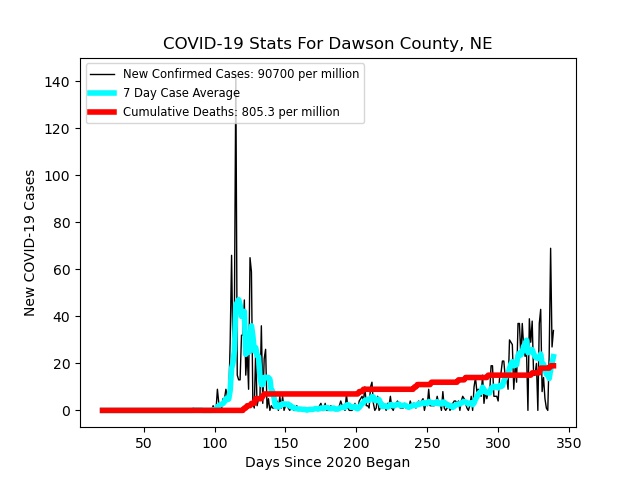 COVID-19 Stats For Dawson County, NE
New Confirmed Cases: 90700 per million
7 Day Case Average
Cumulative Deaths: 805.3 per million
New COVID-19 Cases
140
120
100
80
60
40
20
0
50 100 150 200 250 300 350
Days Since 2020 Began